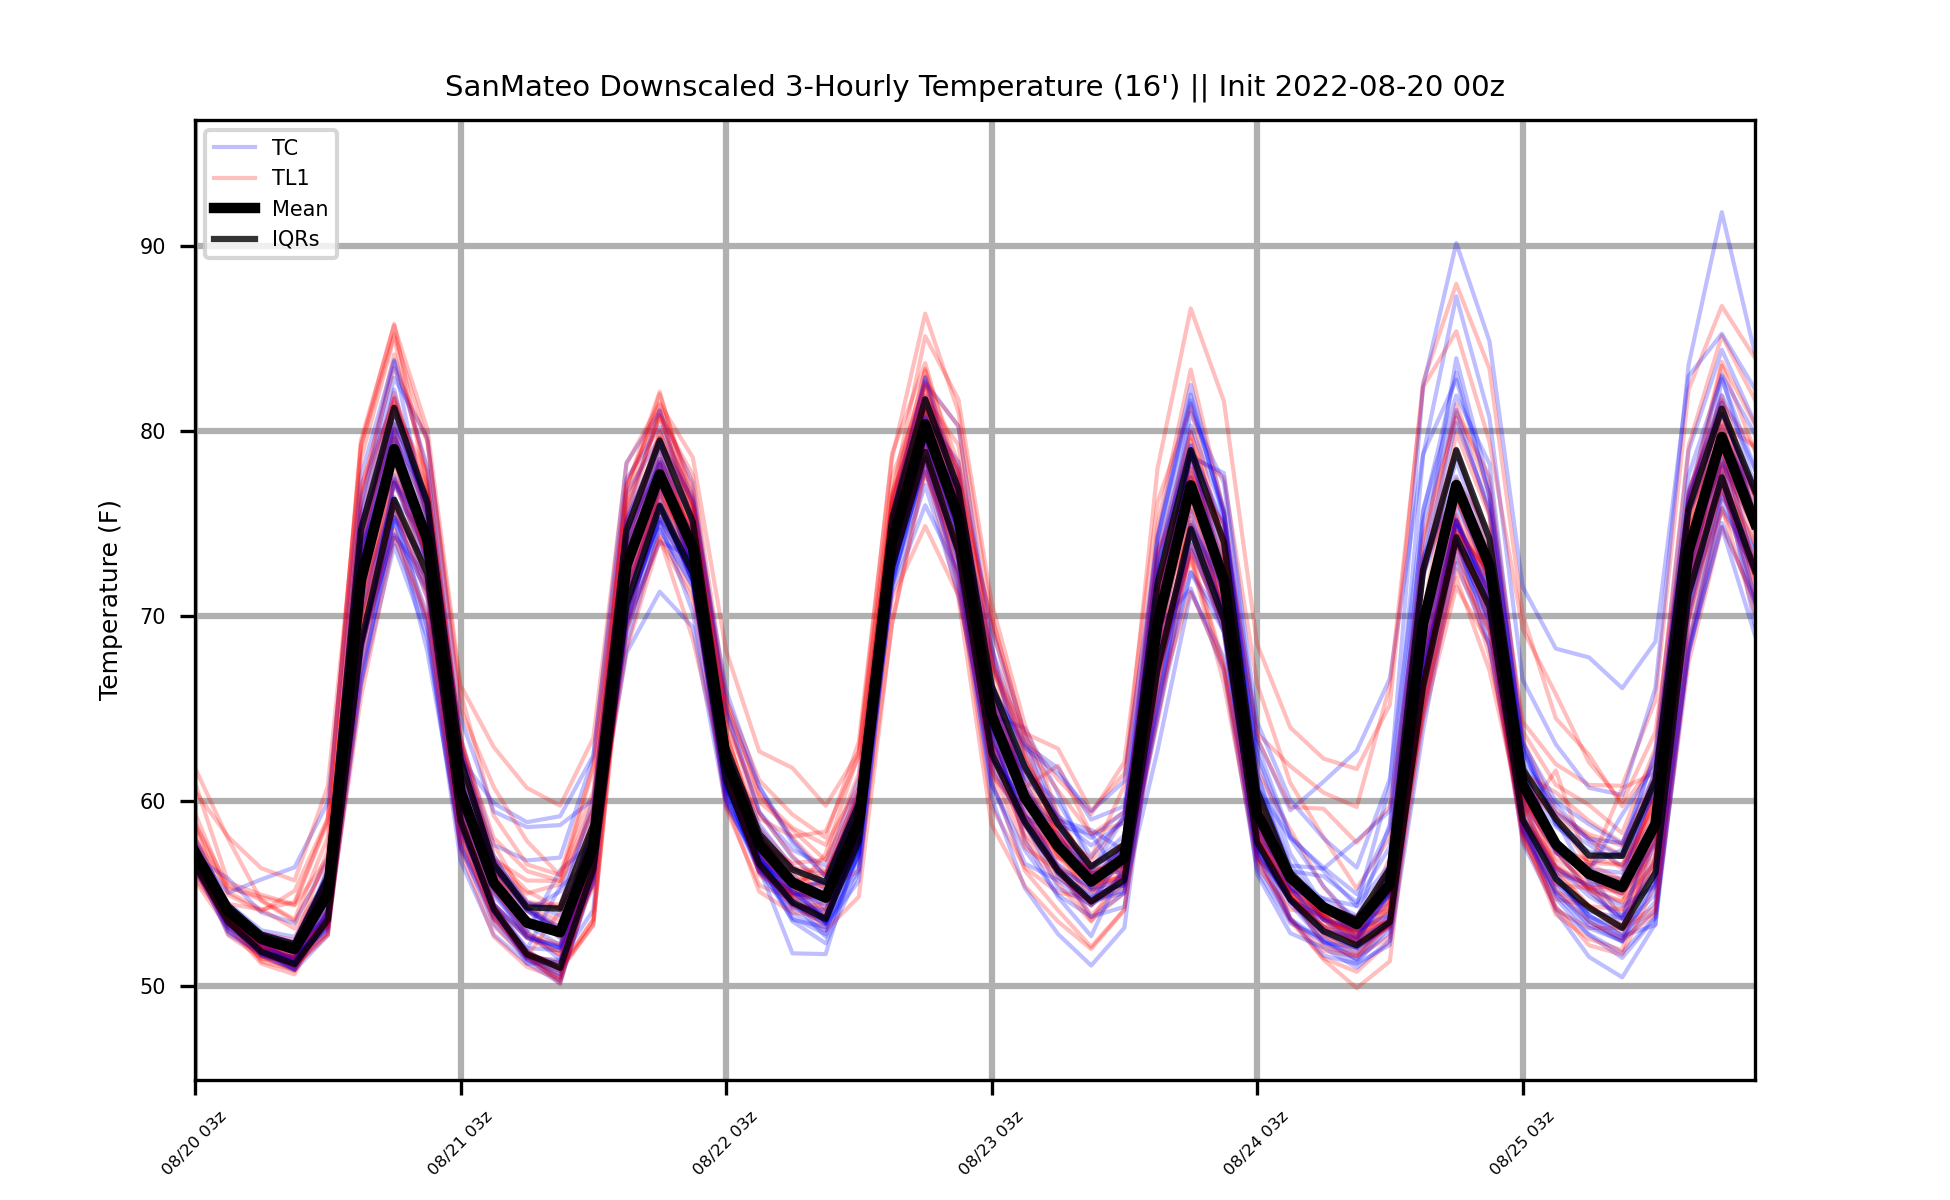 SanMateo Downscaled 3-Hourly Temperature (16') || Init 2022-08-20 00z
TC
TL1
Mean
IQRs
Temperature (F)
90
80
70
60
50
08/20 03z
08/21 03z
08/22 03z
08/23 03z
08/24 03z
08/25 03z